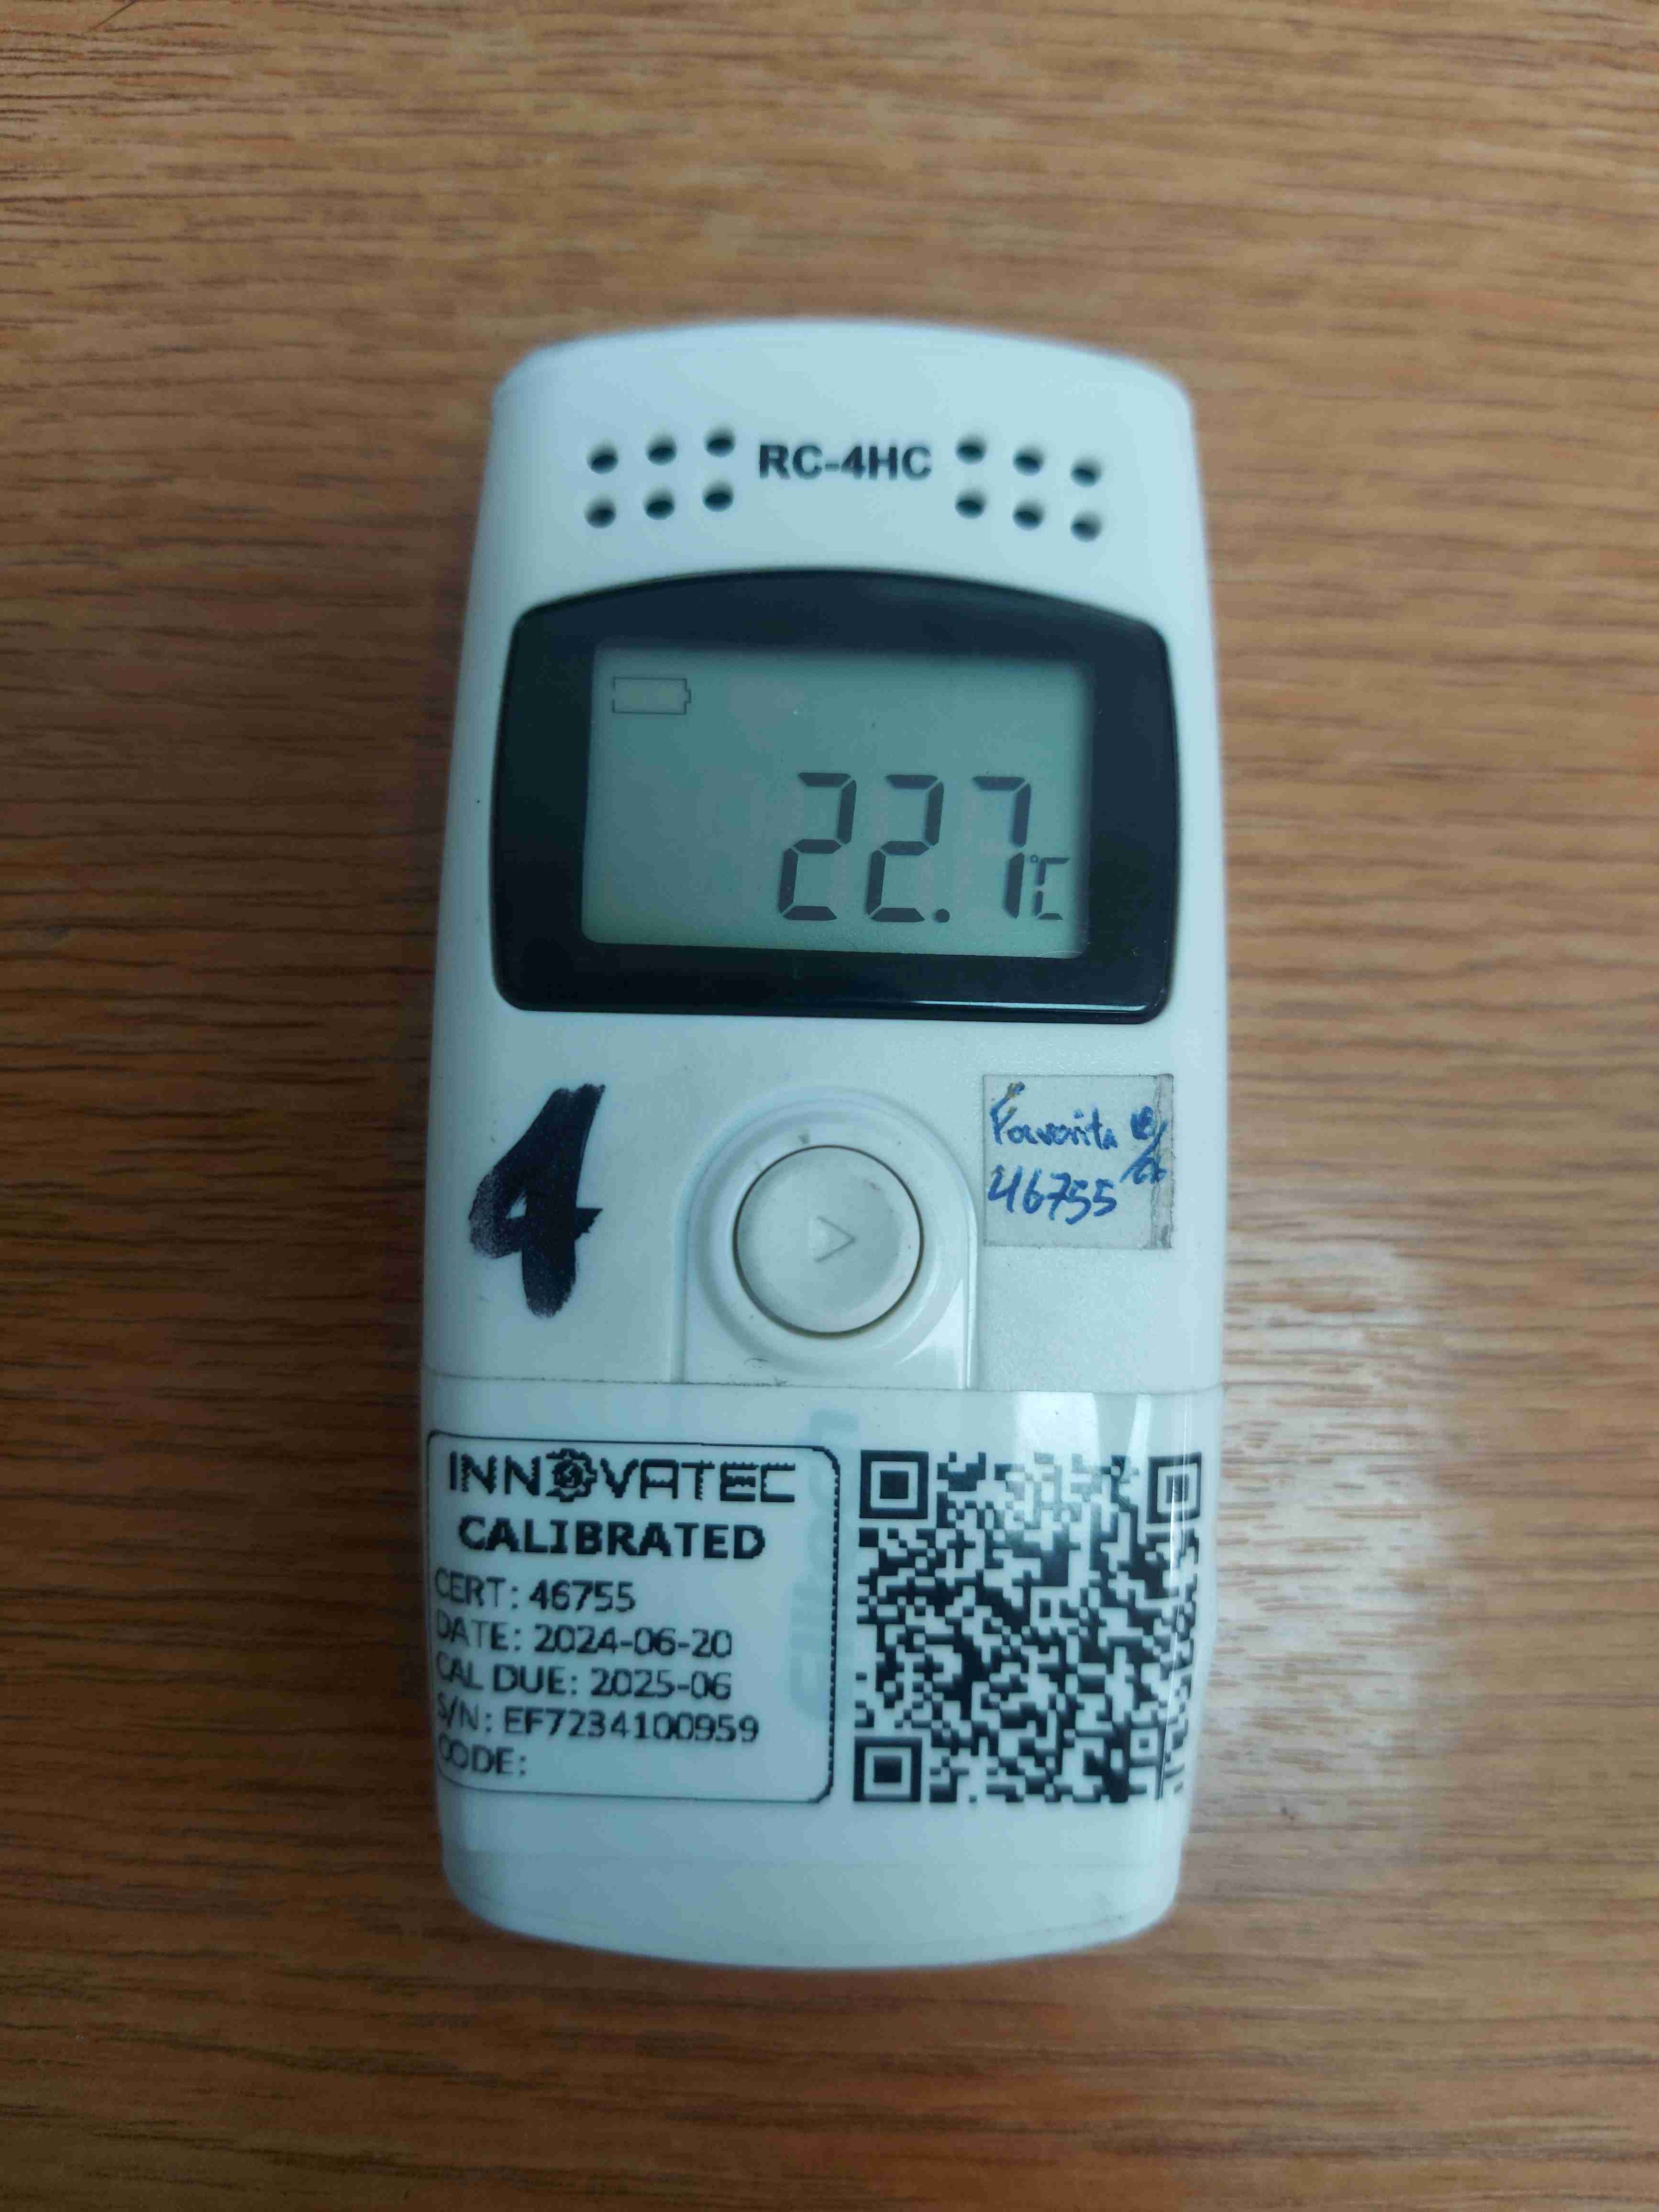 RC-4HC
22.7°C
4
Favorita
46755
INNOVATEC
CALIBRATED
CERT: 46755
DATE: 2024-06-20
CAL DUE: 2025-06
S/N: EF7234100959
CODE: